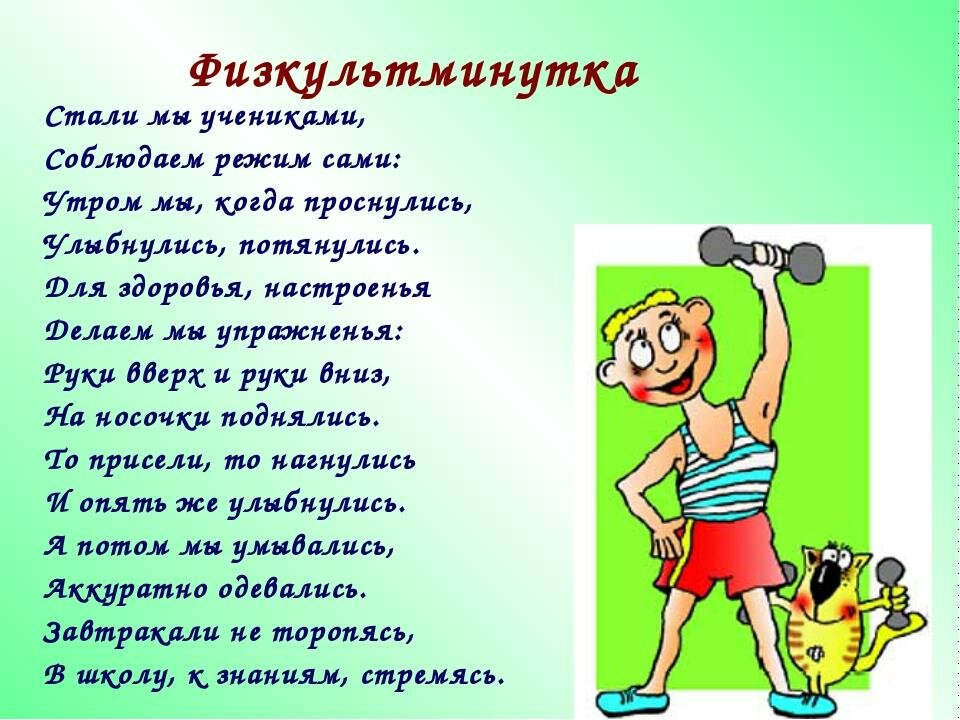 Физкультминутка
Стали мы учениками,
Соблюдаем режим сами:
Утром мы, когда проснулись,
Улыбнулись, потянулись.
Для здоровья, настроенья
Делаем мы упражненья:
Руки вверх и руки вниз,
На носочки поднялись.
То присели, то нагнулись
И опять же улыбнулись.
А потом мы умывались,
Аккуратно одевались.
Завтракали не торопясь,
В школу, к знаниям, стремясь.